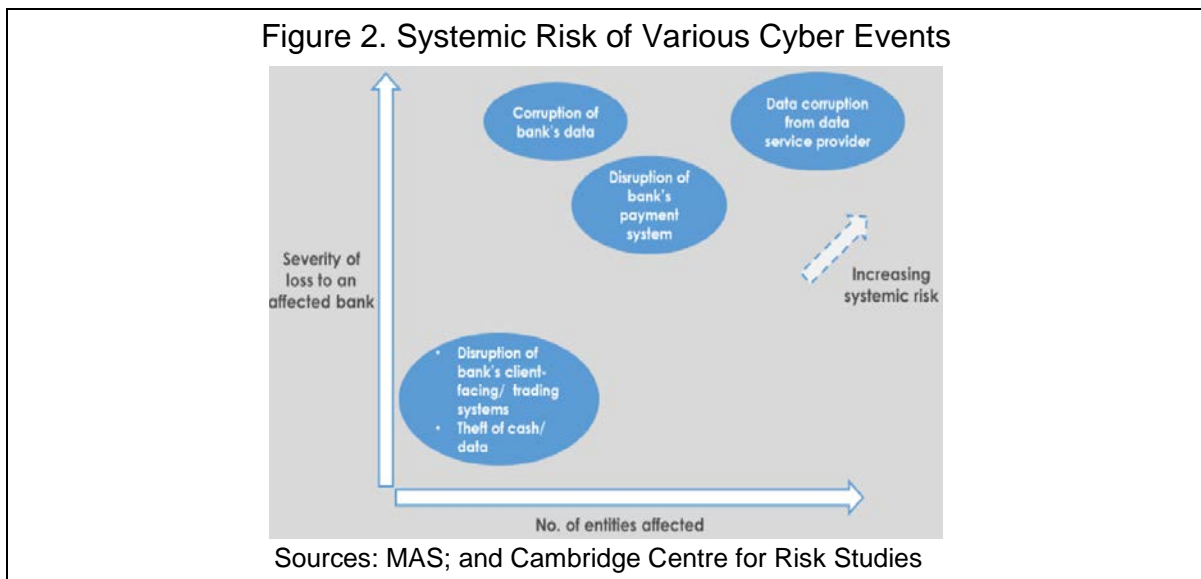 Figure 2. Systemic Risk of Various Cyber Events
Corruption of
bank's data
Data corruption
from data
service provider
Disruption of
bank's
payment
system
Severity of
loss to an
affected bank
Increasing
systemic risk
• Disruption of
bank's client-
facing/ trading
systems
• Theft of cash/
data
No. of entities affected
Sources: MAS; and Cambridge Centre for Risk Studies